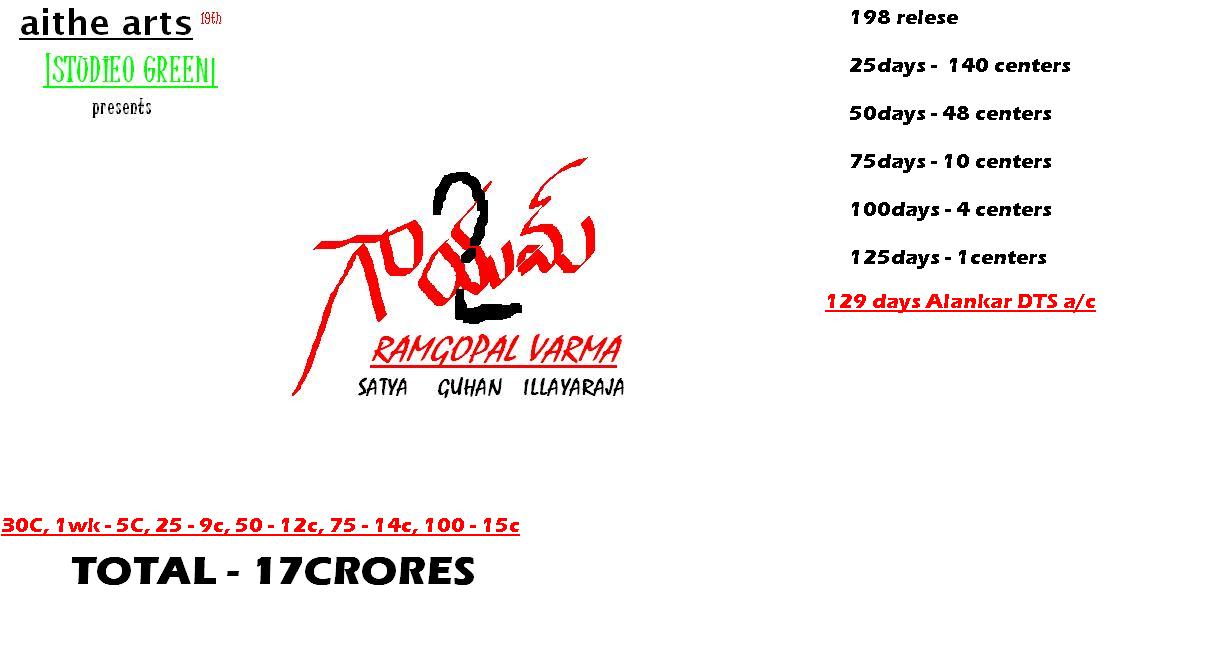 aithe arts 19th
[STUDIEO GREEN]
presents
గాయమ్
2
RAMGOPAL VARMA
SATYA GUHAN ILLAYARAJA
198 relese
25days - 140 centers
50days - 48 centers
75days - 10 centers
100days - 4 centers
125days - 1centers
129 days Alankar DTS a/c
30C, 1wk - 5C, 25 - 9c, 50 - 12c, 75 - 14c, 100 - 15c
TOTAL - 17CRORES